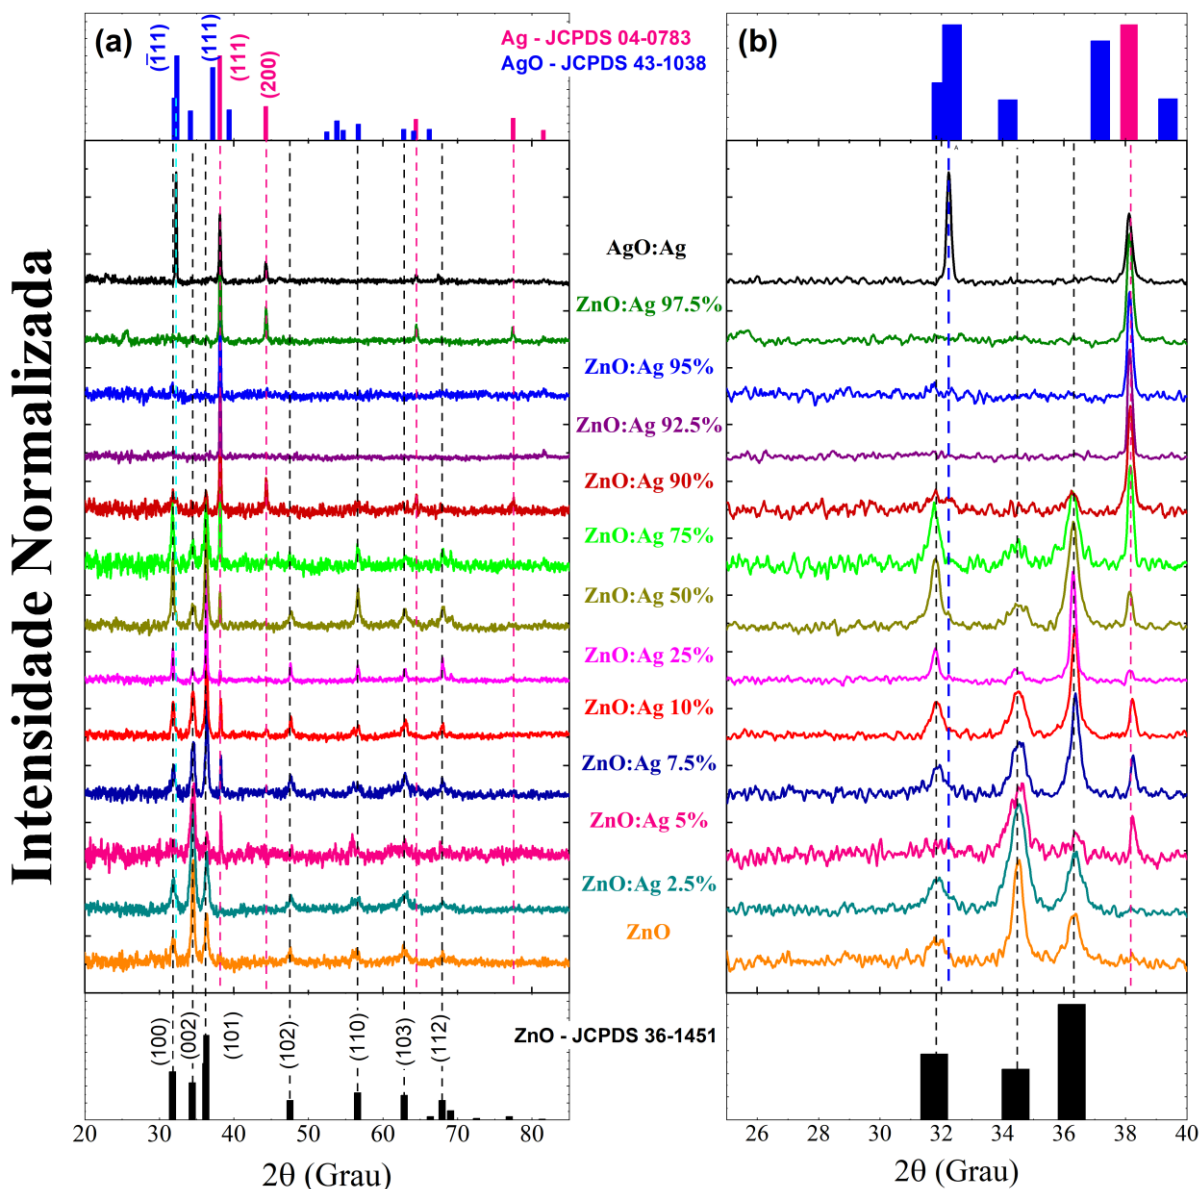 (a)
(1̄11)
(111)
(111)
(200)
Ag - JCPDS 04-0783
AgO - JCPDS 43-1038
(b)
Intensidade Normalizada
AgO:Ag
ZnO:Ag 97.5%
ZnO:Ag 95%
ZnO:Ag 92.5%
ZnO:Ag 90%
ZnO:Ag 75%
ZnO:Ag 50%
ZnO:Ag 25%
ZnO:Ag 10%
ZnO:Ag 7.5%
ZnO:Ag 5%
ZnO:Ag 2.5%
ZnO
(100)
(002)
(101)
(102)
(110)
(103)
(112)
ZnO - JCPDS 36-1451
20 30 40 50 60 70 80
2θ (Grau)
26 28 30 32 34 36 38 40
2θ (Grau)